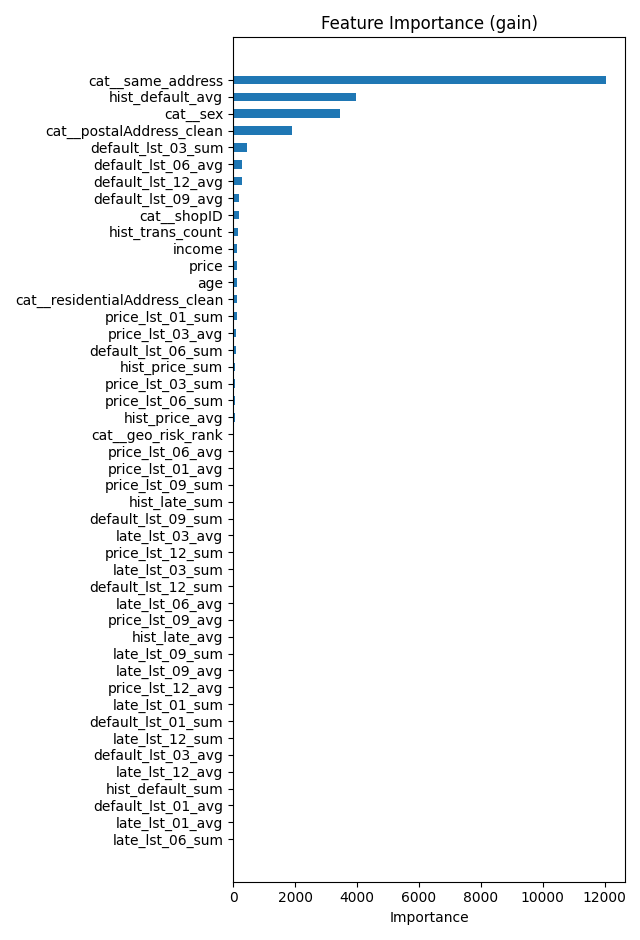 Feature Importance (gain)
cat__same_address
hist_default_avg
cat__sex
cat__postalAddress_clean
default_lst_03_sum
default_lst_06_avg
default_lst_12_avg
default_lst_09_avg
cat__shopID
hist_trans_count
income
price
age
cat__residentialAddress_clean
price_lst_01_sum
price_lst_03_avg
default_lst_06_sum
hist_price_sum
price_lst_03_sum
price_lst_06_sum
hist_price_avg
cat__geo_risk_rank
price_lst_06_avg
price_lst_01_avg
price_lst_09_sum
hist_late_sum
default_lst_09_sum
late_lst_03_avg
price_lst_12_sum
late_lst_03_sum
default_lst_12_sum
late_lst_06_avg
price_lst_09_avg
hist_late_avg
late_lst_09_sum
late_lst_09_avg
price_lst_12_avg
late_lst_01_sum
default_lst_01_sum
late_lst_12_sum
default_lst_03_avg
late_lst_12_avg
hist_default_sum
default_lst_01_avg
late_lst_01_avg
late_lst_06_sum
0 2000 4000 6000 8000 10000 12000
Importance